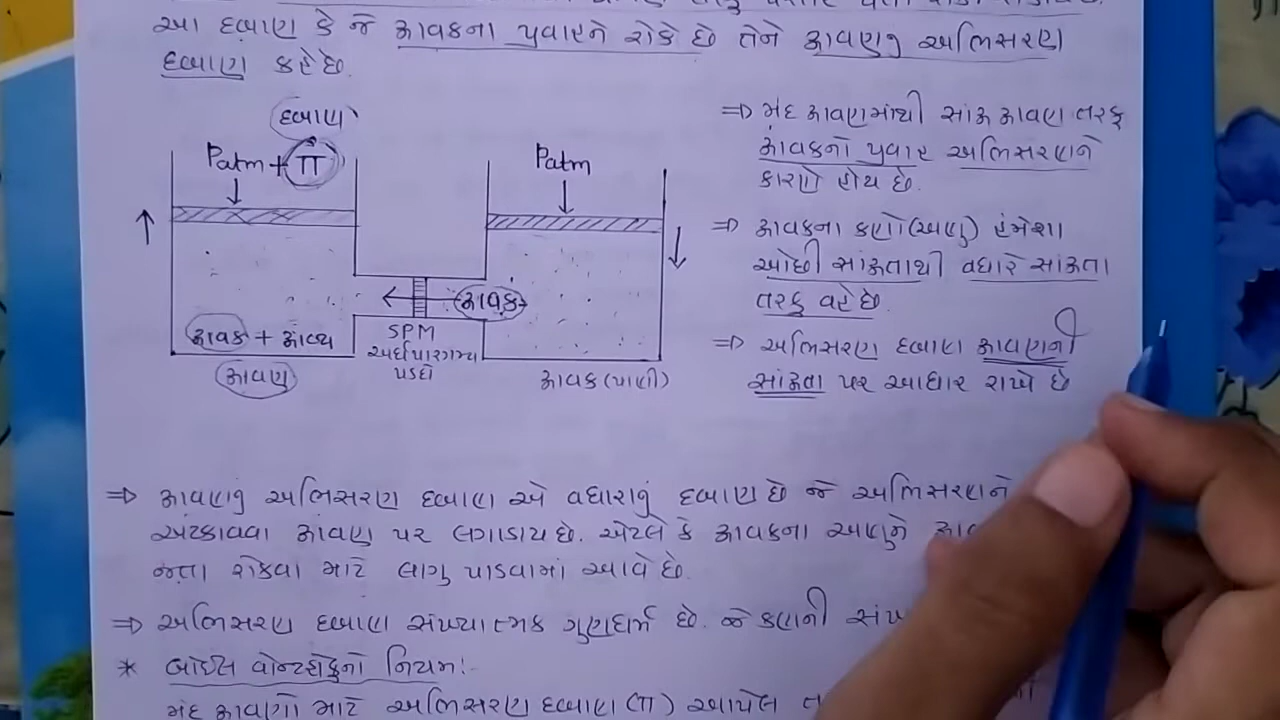 આ દબાણ કે જે દ્રાવકના પ્રવાહને રોકે છે તેને દ્રાવણનું અભિસરણ
દબાણ કહે છે.
દબાણ
Patm + π
Patm
દ્રાવક
દ્રાવક + દ્રાવ્ય
દ્રાવણ
SPM
અર્ધપારગમ્ય
પડદો
દ્રાવક (પાણી)
⇒ મંદ દ્રાવણમાંથી સાંદ્ર દ્રાવણ તરફ
દ્રાવકનો પ્રવાહ અભિસરણને
કારણે હોય છે.
⇒ દ્રાવકના કણો (અણુ) હંમેશા
ઓછી સાંદ્રતાથી વધારે સાંદ્રતા
તરફ વહે છે.
⇒ અભિસરણ દબાણ દ્રાવણની
સાંદ્રતા પર આધાર રાખે છે
⇒ દ્રાવણનું અભિસરણ દબાણ એ વધારાનું દબાણ છે જે અભિસરણને
અટકાવવા દ્રાવણ પર લગાડાય છે. એટલે કે દ્રાવકના અણુને
જતા રોકવા માટે લાગુ પાડવામાં આવે છે.
⇒ અભિસરણ દબાણ સંખ્યાત્મક ગુણધર્મ છે. જે કણની
* બોઇલ વોન્ટહોફનો નિયમ:-
મંદ દ્રાવણો માટે અભિસરણ દબાણ (π) આપેલ